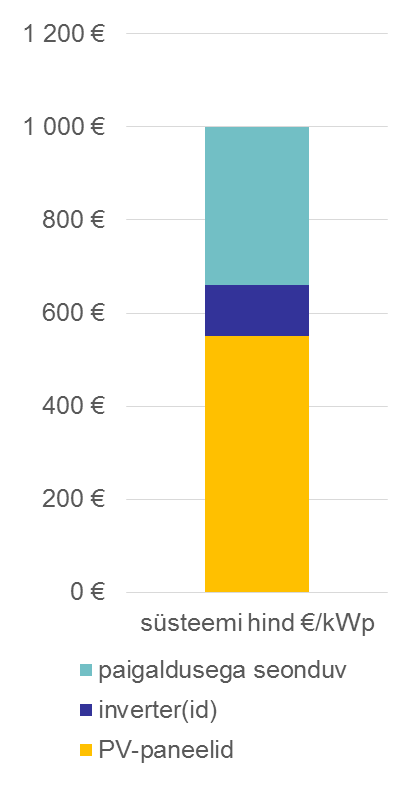 1 200 €
1 000 €
800 €
600 €
400 €
200 €
0 €
süsteemi hind €/kWp
paigaldusega seonduv
inverter(id)
PV-paneelid